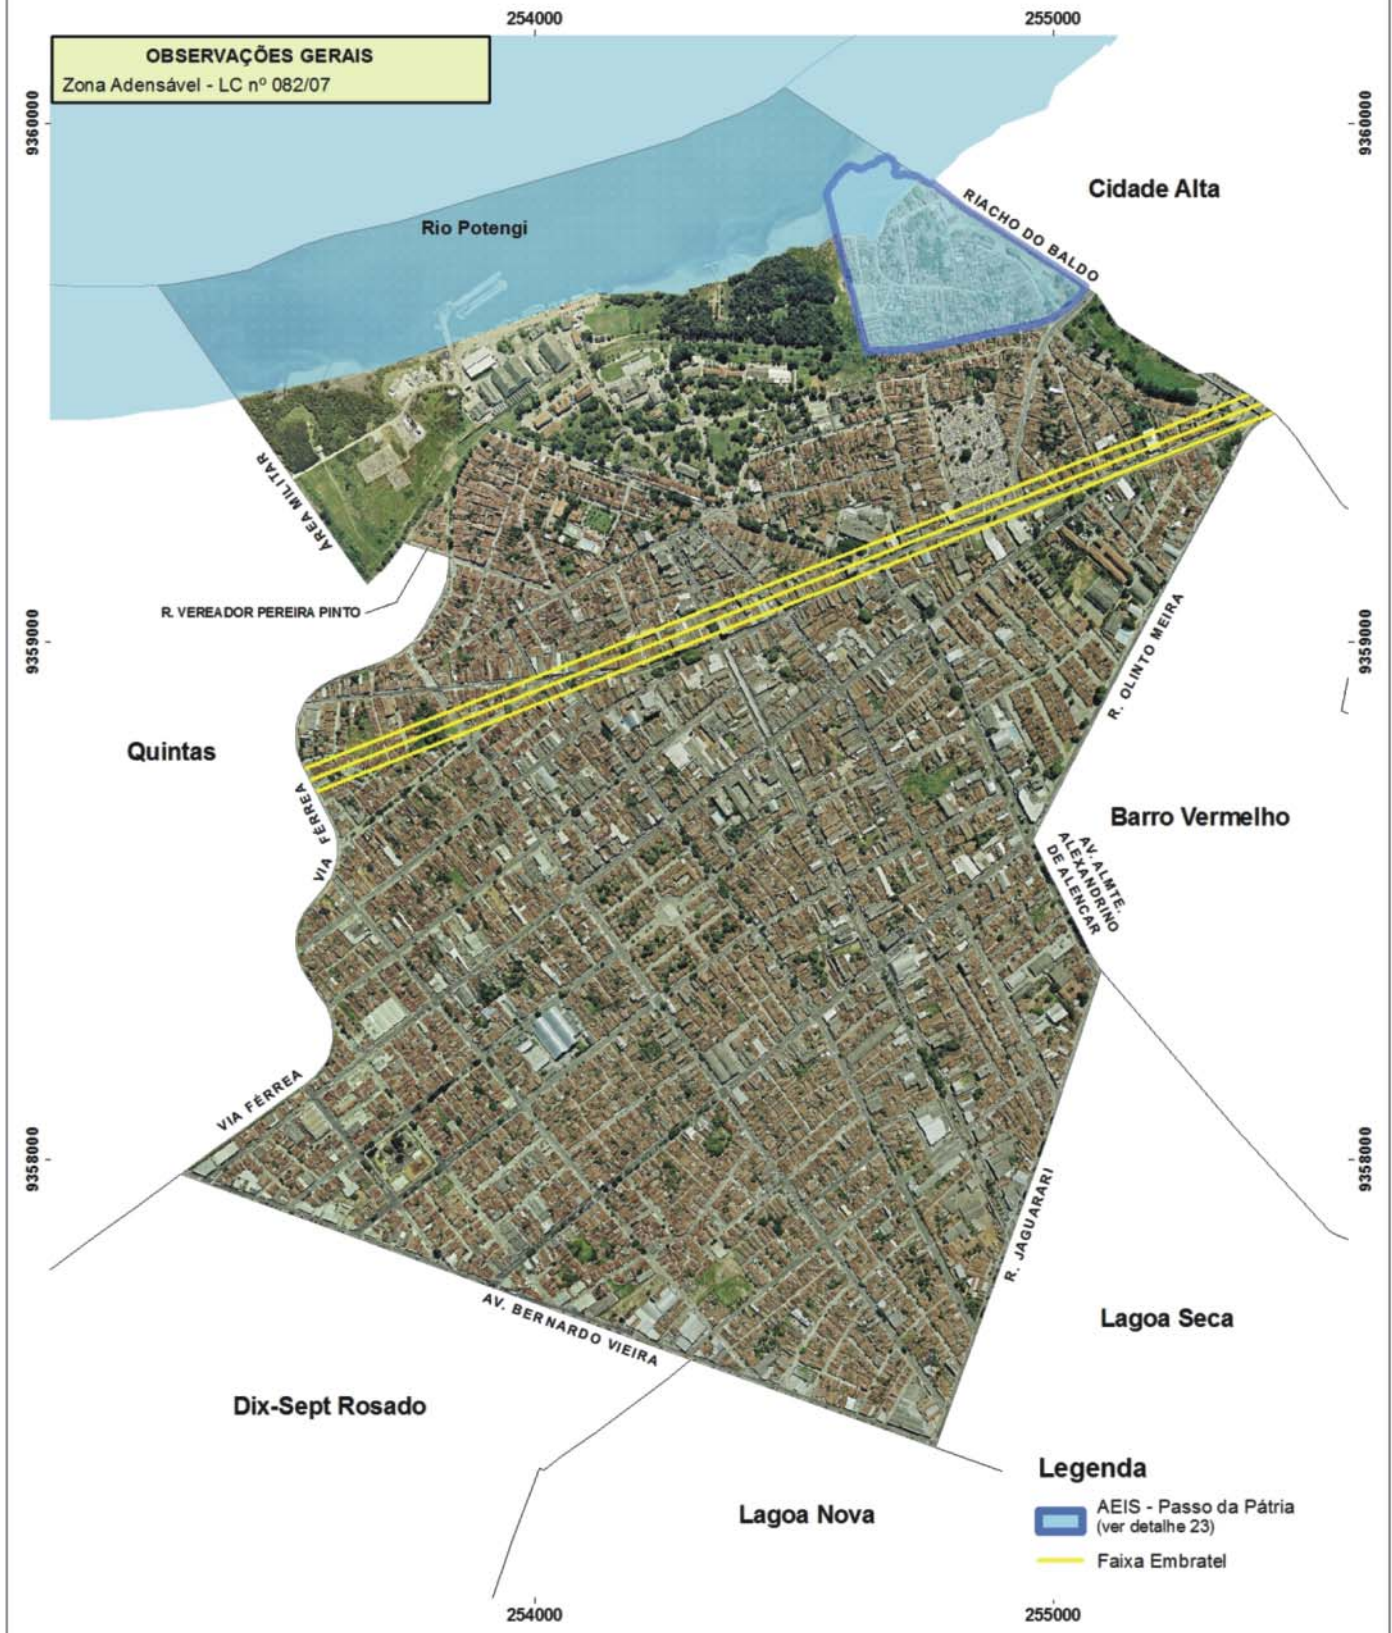 254000
255000
OBSERVAÇÕES GERAIS
Zona Adensável - LC nº 082/07
9360000
9360000
Cidade Alta
RIACHO DO BALDO
Rio Potengi
ÁREA MILITAR
R. VEREADOR PEREIRA PINTO
9359000
9359000
R. OLINTO MEIRA
Quintas
VIA FÉRREA
Barro Vermelho
AV. ALMTE.
ALEXANDRINO
DE ALENCAR
VIA FÉRREA
9358000
9358000
R. JAGUARARI
AV. BERNARDO VIEIRA
Lagoa Seca
Dix-Sept Rosado
Lagoa Nova
Legenda
AEIS - Passo da Pátria
(ver detalhe 23)
Faixa Embratel
254000
255000